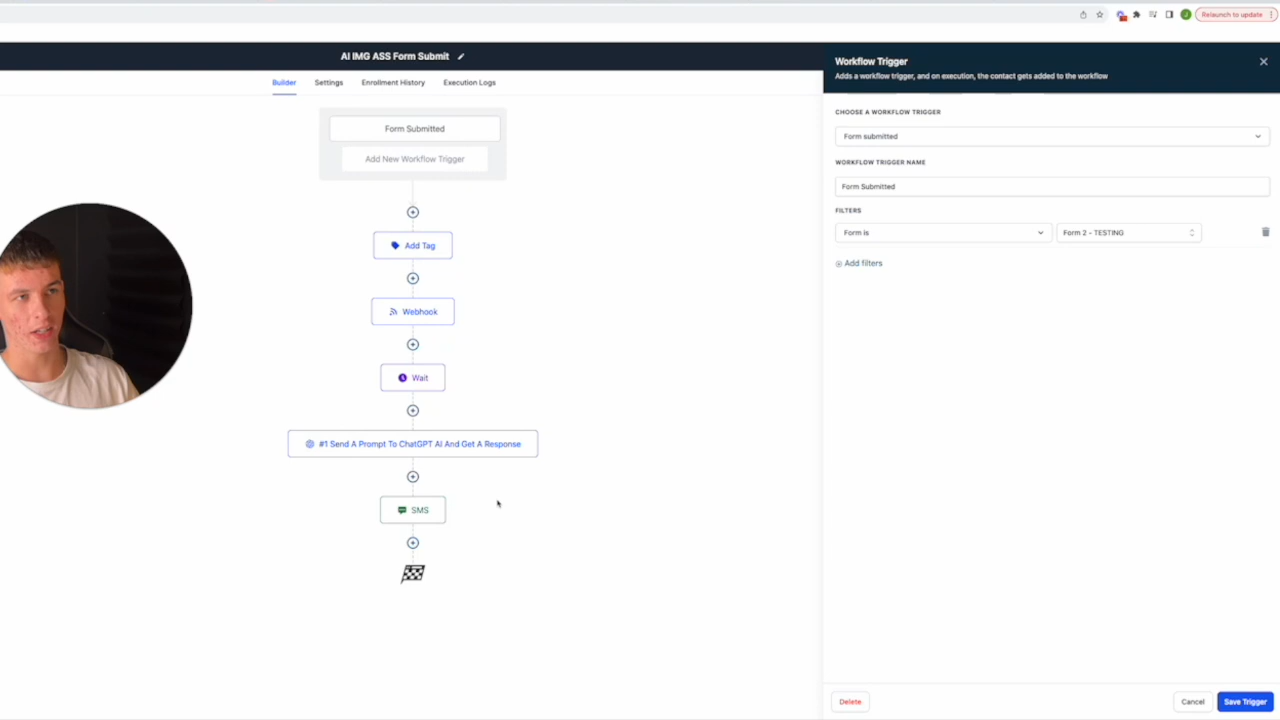 Relaunch to update
J
AI IMG ASS Form Submit
Builder
Settings
Enrollment History
Execution Logs
Form Submitted
Add New Workflow Trigger
Add Tag
Webhook
Wait
#1 Send A Prompt To ChatGPT AI And Get A Response
SMS
Workflow Trigger
Adds a workflow trigger, and on execution, the contact gets added to the workflow
CHOOSE A WORKFLOW TRIGGER
Form submitted
WORKFLOW TRIGGER NAME
Form Submitted
FILTERS
Form is
Form 2 - TESTING
Add filters
Delete
Cancel
Save Trigger